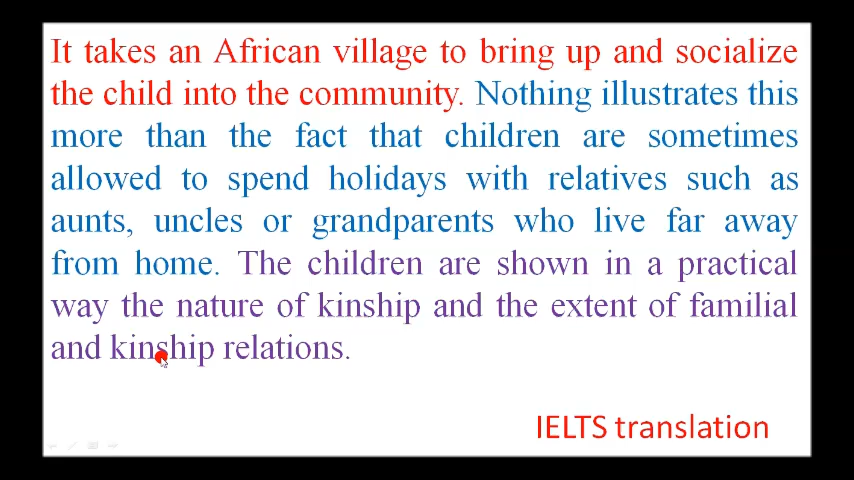 It takes an African village to bring up and socialize
the child into the community. Nothing illustrates this
more than the fact that children are sometimes
allowed to spend holidays with relatives such as
aunts, uncles or grandparents who live far away
from home. The children are shown in a practical
way the nature of kinship and the extent of familial
and kinship relations.
IELTS translation